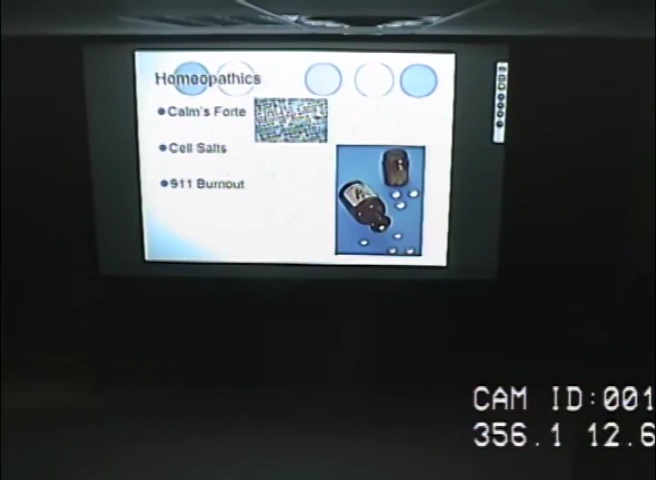 Homeopathics
Calm's Forte
Cell Salts
911 Burnout
CAM ID:001
356.1 12.6